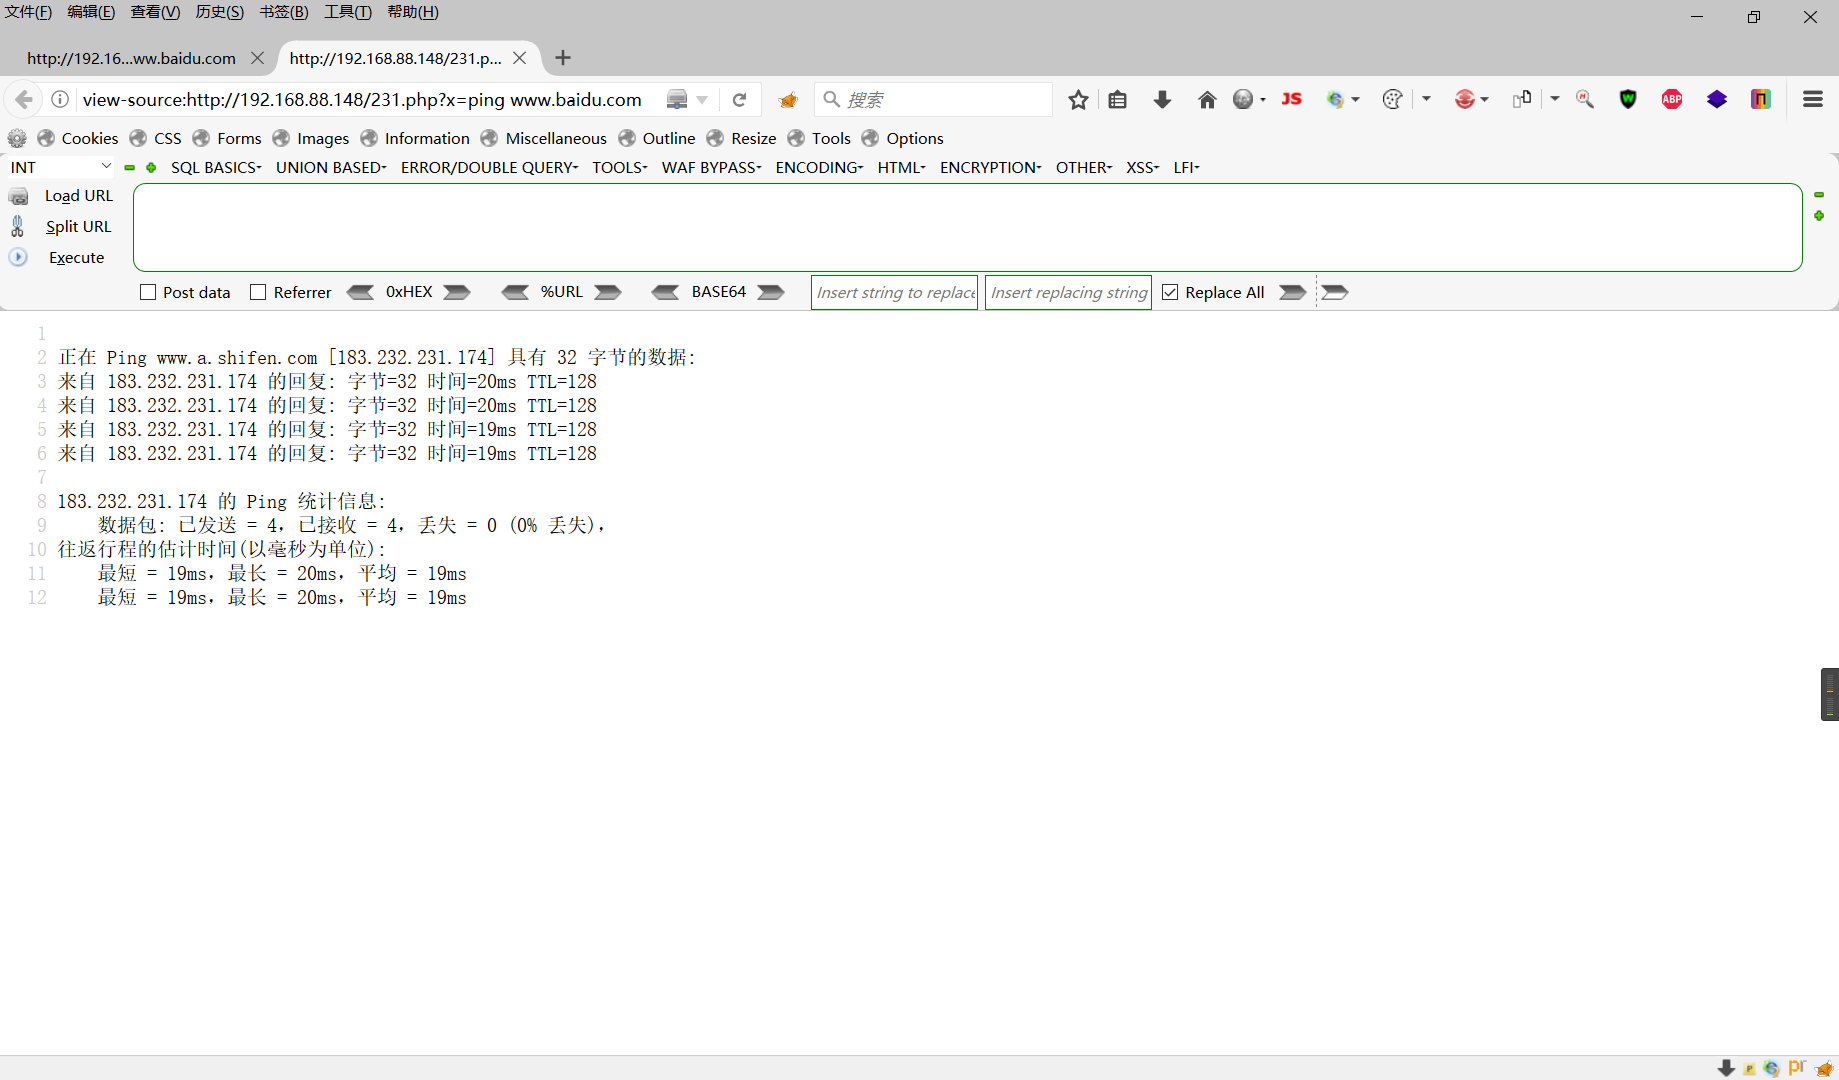 文件(F) 编辑(E) 查看(V) 历史(S) 书签(B) 工具(T) 帮助(H)
http://192.16...ww.baidu.com http://192.168.88.148/231.p...
view-source:http://192.168.88.148/231.php?x=ping www.baidu.com 搜索 JS ABP
Cookies CSS Forms Images Information Miscellaneous Outline Resize Tools Options
INT SQL BASICS UNION BASED ERROR/DOUBLE QUERY TOOLS WAF BYPASS ENCODING HTML ENCRYPTION OTHER XSS LFI
Load URL
Split URL
Execute
Post data Referrer 0xHEX %URL BASE64 Insert string to replace Insert replacing string Replace All
1
2 正在 Ping www.a.shifen.com [183.232.231.174] 具有 32 字节的数据:
3 来自 183.232.231.174 的回复: 字节=32 时间=20ms TTL=128
4 来自 183.232.231.174 的回复: 字节=32 时间=20ms TTL=128
5 来自 183.232.231.174 的回复: 字节=32 时间=19ms TTL=128
6 来自 183.232.231.174 的回复: 字节=32 时间=19ms TTL=128
7
8 183.232.231.174 的 Ping 统计信息:
9 数据包: 已发送 = 4，已接收 = 4，丢失 = 0 (0% 丢失)，
10 往返行程的估计时间(以毫秒为单位):
11 最短 = 19ms，最长 = 20ms，平均 = 19ms
12 最短 = 19ms，最长 = 20ms，平均 = 19ms
pr